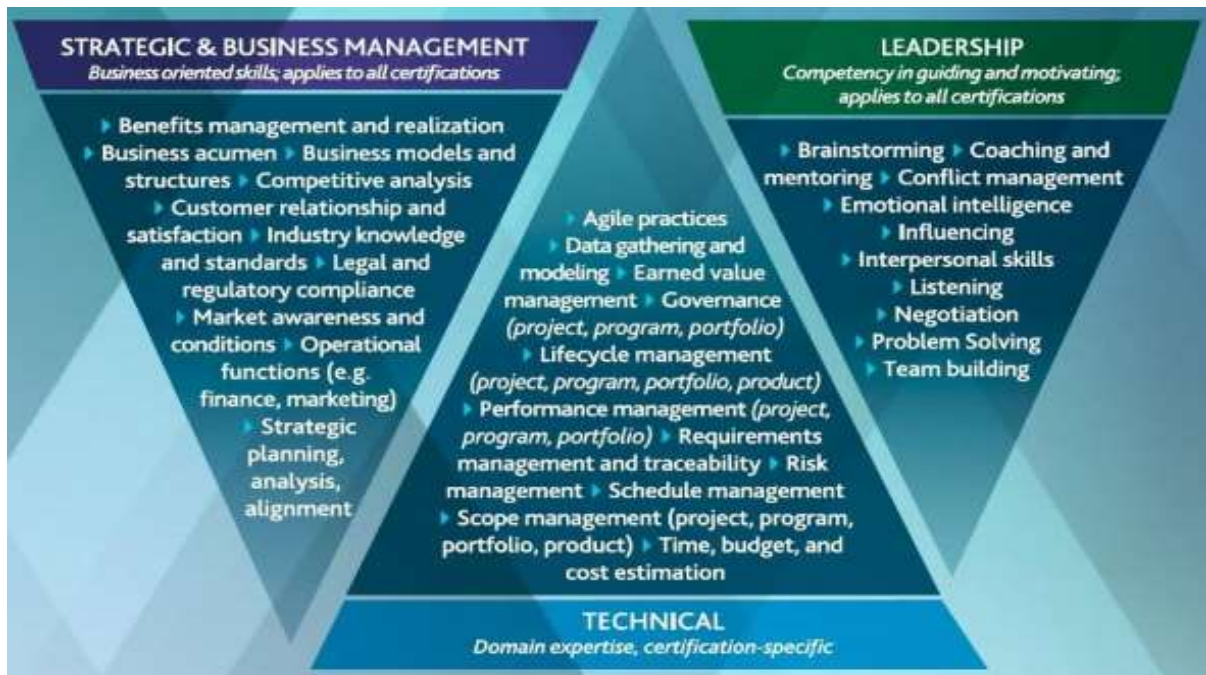 STRATEGIC & BUSINESS MANAGEMENT
Business oriented skills; applies to all certifications
Benefits management and realization
Business acumen Business models and
structures Competitive analysis
Customer relationship and
satisfaction Industry knowledge
and standards Legal and
regulatory compliance
Market awareness and
conditions Operational
functions (e.g.
finance, marketing)
Strategic
planning,
analysis,
alignment
Agile practices
Data gathering and
modeling Earned value
management Governance
(project, program, portfolio)
Lifecycle management
(project, program, portfolio, product)
Performance management (project,
program, portfolio) Requirements
management and traceability Risk
management Schedule management
Scope management (project, program,
portfolio, product) Time, budget, and
cost estimation
TECHNICAL
Domain expertise, certification-specific
LEADERSHIP
Competency in guiding and motivating;
applies to all certifications
Brainstorming Coaching and
mentoring Conflict management
Emotional intelligence
Influencing
Interpersonal skills
Listening
Negotiation
Problem Solving
Team building